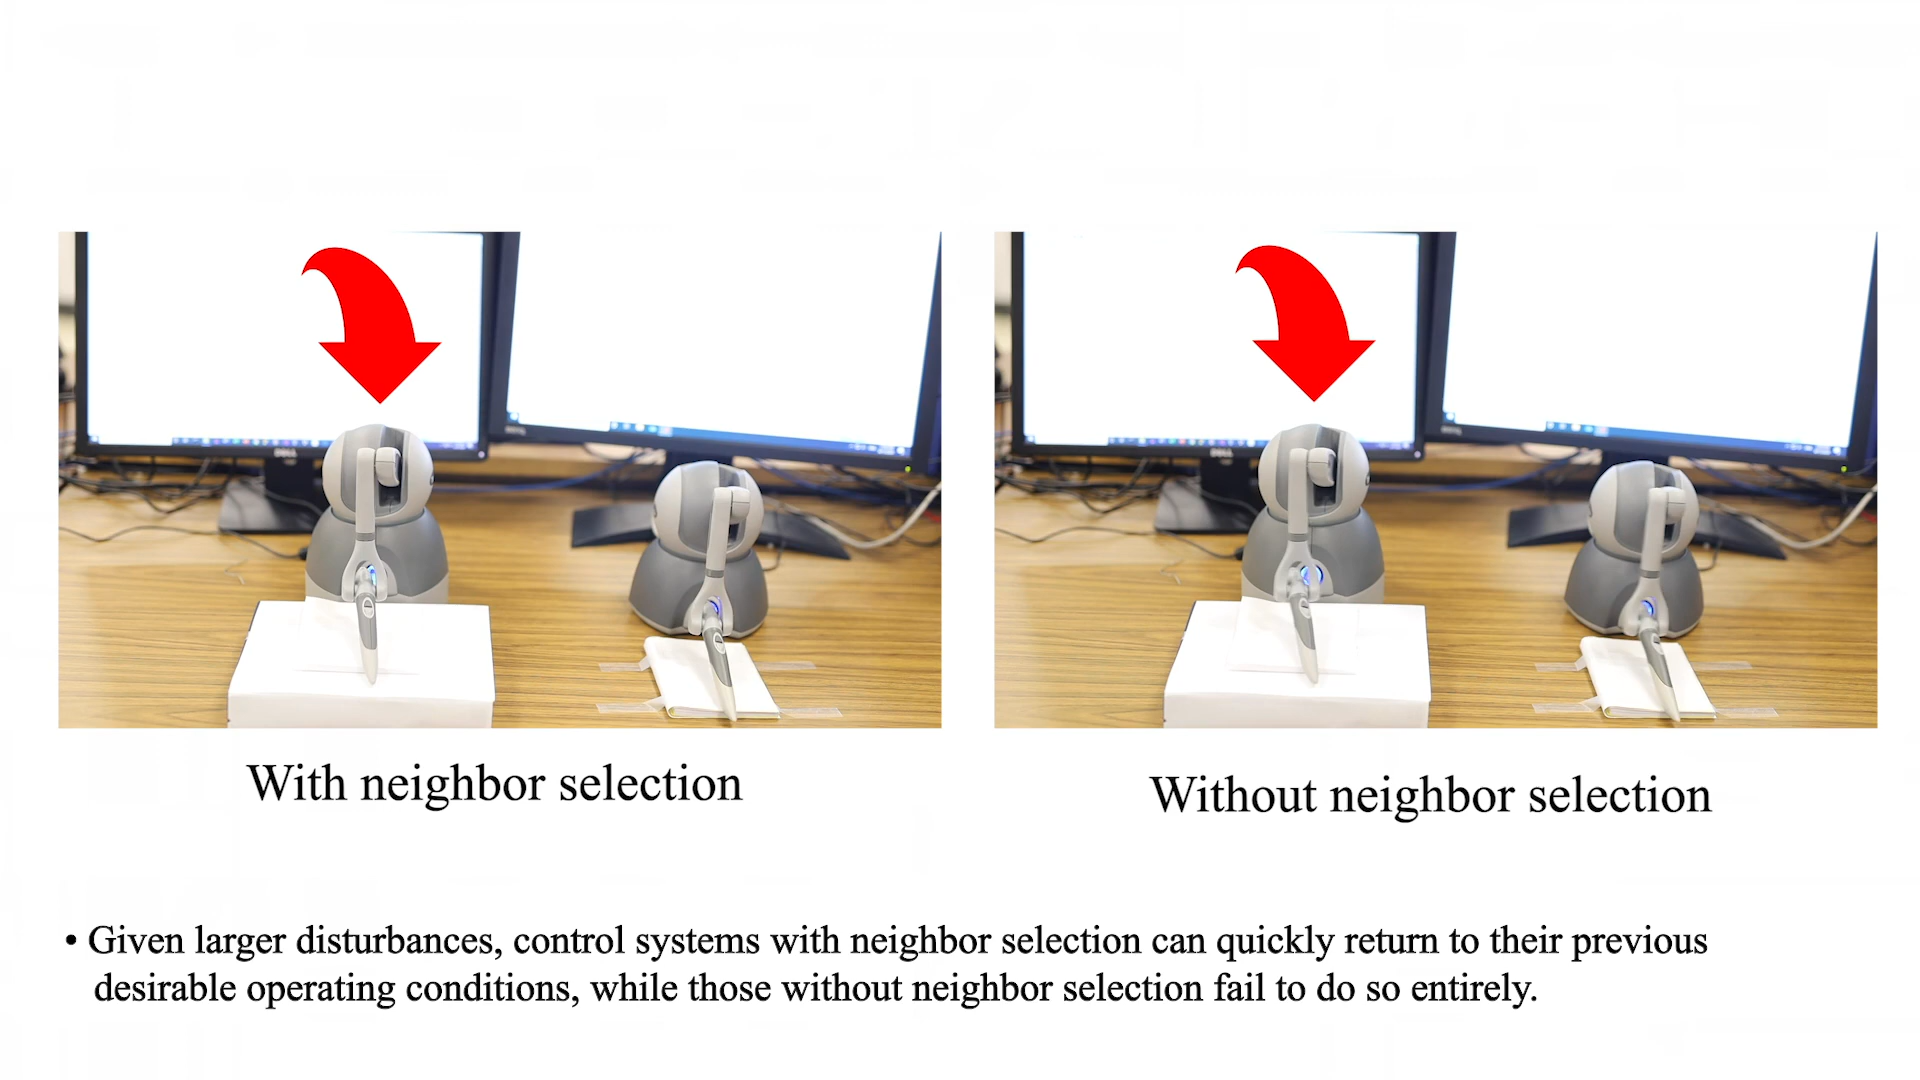 With neighbor selection
Without neighbor selection
• Given larger disturbances, control systems with neighbor selection can quickly return to their previous
desirable operating conditions, while those without neighbor selection fail to do so entirely.